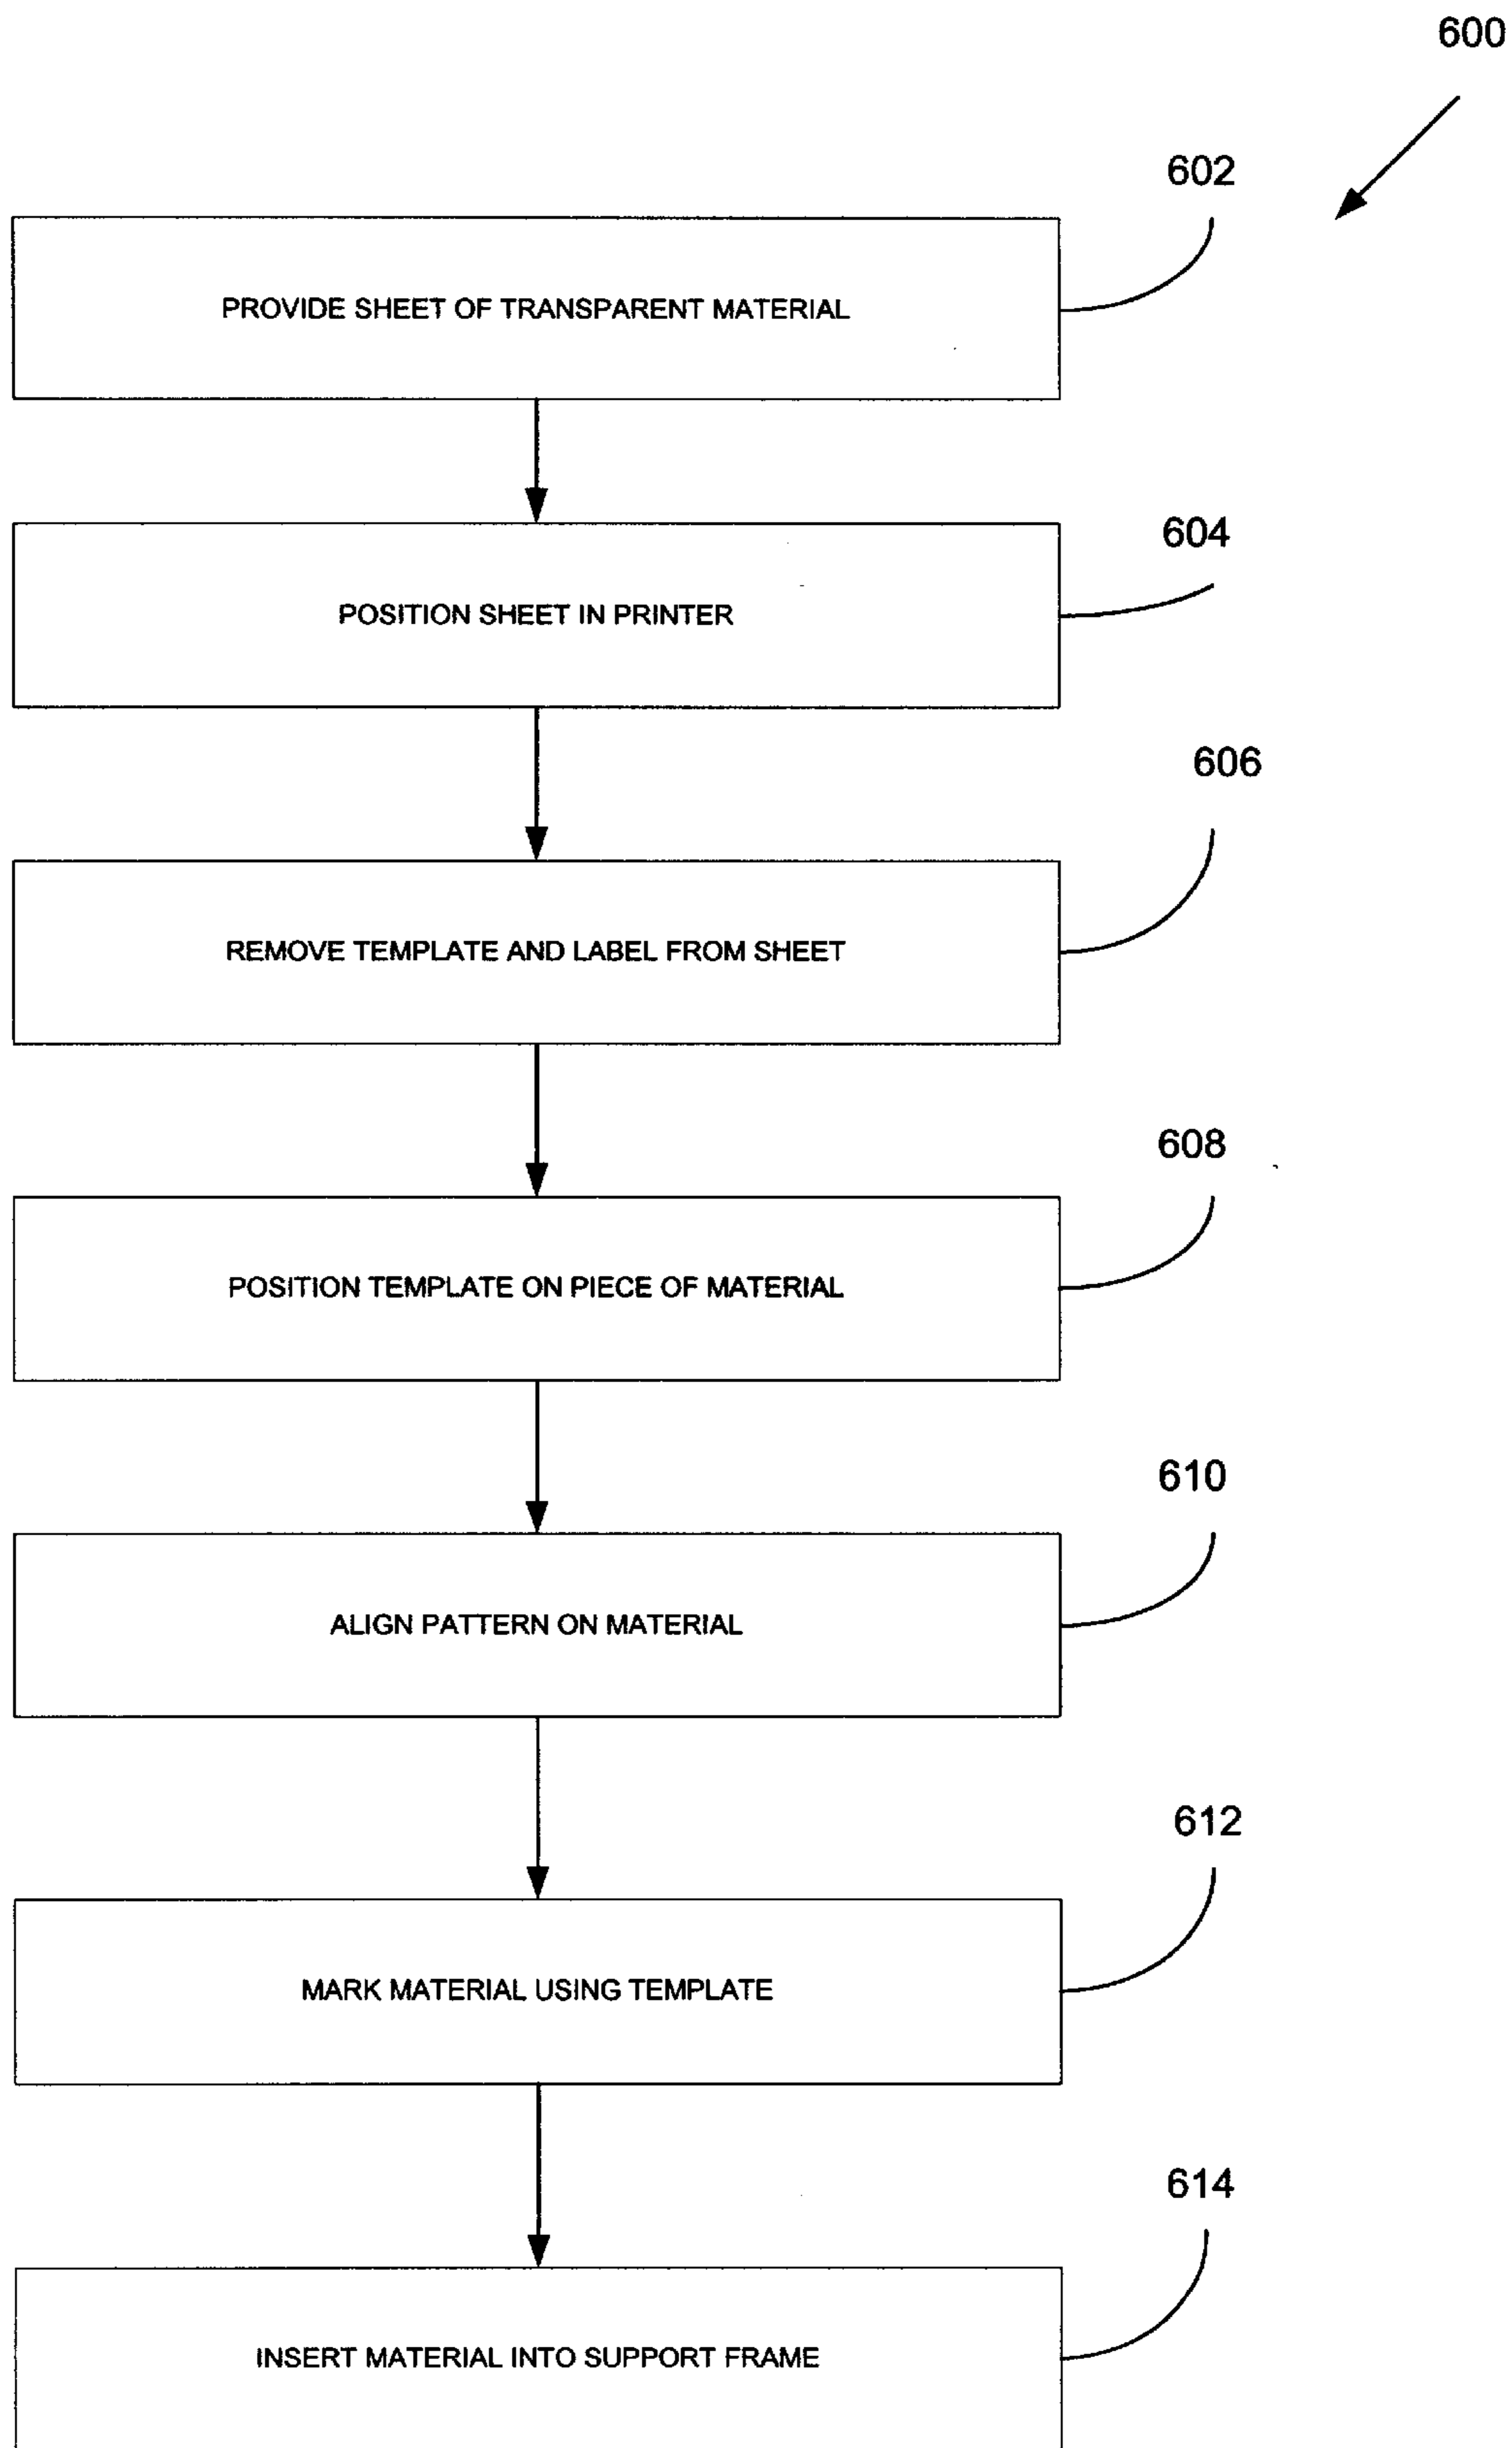 600
602
PROVIDE SHEET OF TRANSPARENT MATERIAL
604
POSITION SHEET IN PRINTER
606
REMOVE TEMPLATE AND LABEL FROM SHEET
608
POSITION TEMPLATE ON PIECE OF MATERIAL
610
ALIGN PATTERN ON MATERIAL
612
MARK MATERIAL USING TEMPLATE
614
INSERT MATERIAL INTO SUPPORT FRAME